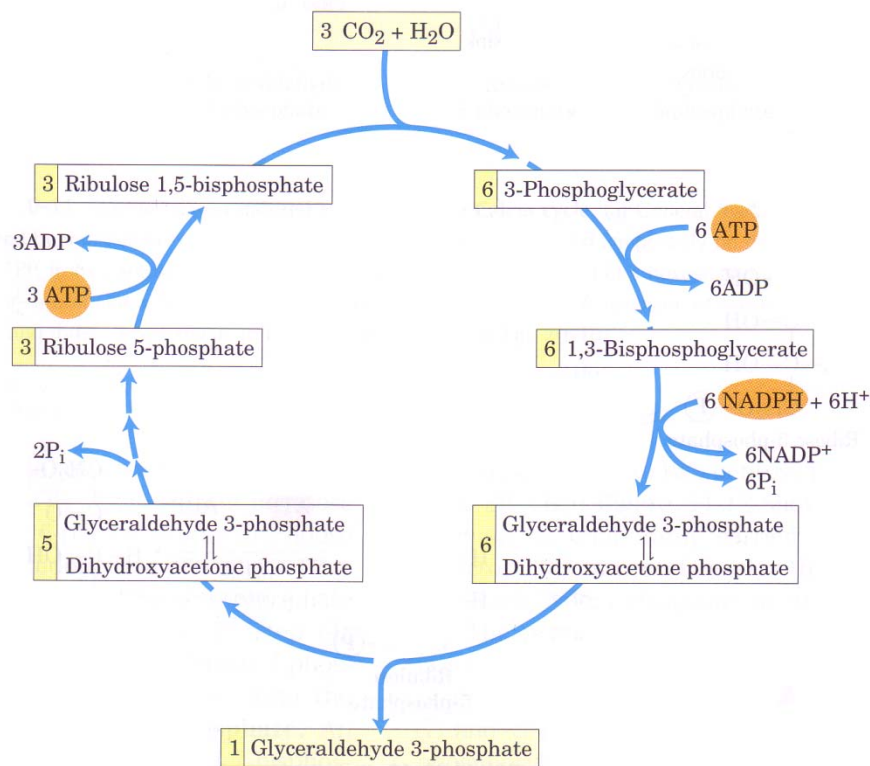 3 CO₂ + H₂O
3 Ribulose 1,5-bisphosphate
6 3-Phosphoglycerate
3ADP
3 ATP
6 ATP
6ADP
3 Ribulose 5-phosphate
6 1,3-Bisphosphoglycerate
6 NADPH + 6H⁺
6NADP⁺
6Pᵢ
2Pᵢ
5 Glyceraldehyde 3-phosphate
⇅
Dihydroxyacetone phosphate
6 Glyceraldehyde 3-phosphate
⇅
Dihydroxyacetone phosphate
1 Glyceraldehyde 3-phosphate